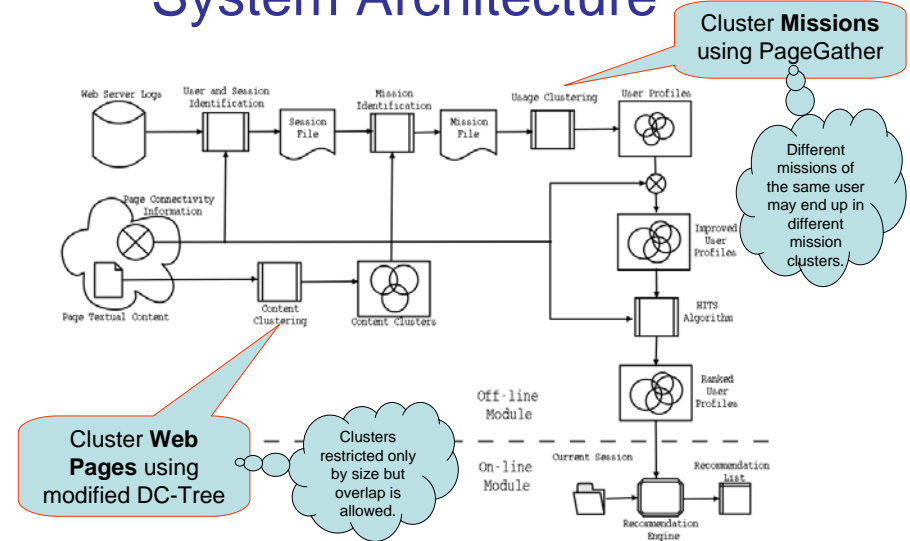 System Architecture
Cluster Missions
using PageGather
Web Server Logs
User and Session
Identification
Session
File
Mission
Identification
Mission
File
Usage Clustering
User Profiles
Different
missions of
the same user
may end up in
different
mission
clusters.
Page Connectivity
Information
Improved
User
Profiles
Page Textual Content
Content
Clustering
Content Clusters
HITS
Algorithm
Ranked
User
Profiles
Off-line
Module
Cluster Web
Pages using
modified DC-Tree
Clusters
restricted only
by size but
overlap is
allowed.
On-line
Module
Current Session
Recommendation
List
Recommendation
Engine